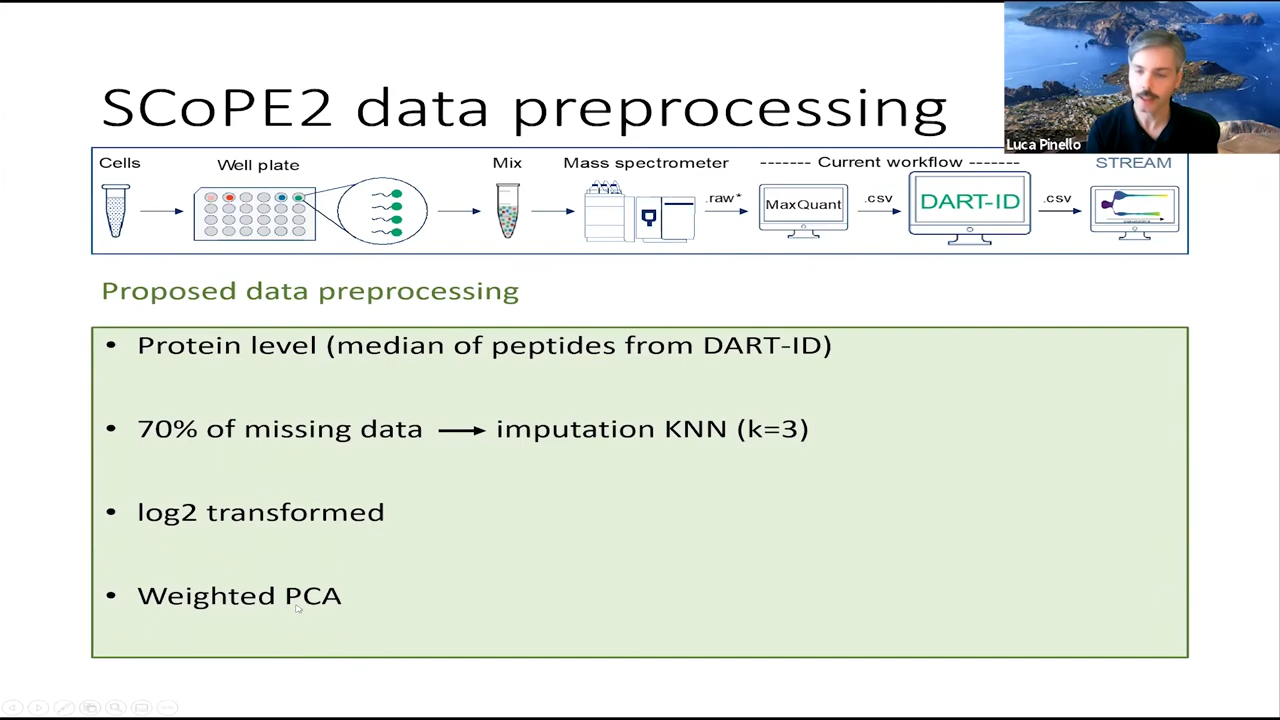 SCoPE2 data preprocessing
Luca Pinello
Cells
Well plate
Mix
Mass spectrometer
------- Current workflow -------
STREAM
.raw*
MaxQuant
.csv
DART-ID
.csv
Proposed data preprocessing
• Protein level (median of peptides from DART-ID)
• 70% of missing data → imputation KNN (k=3)
• log2 transformed
• Weighted PCA